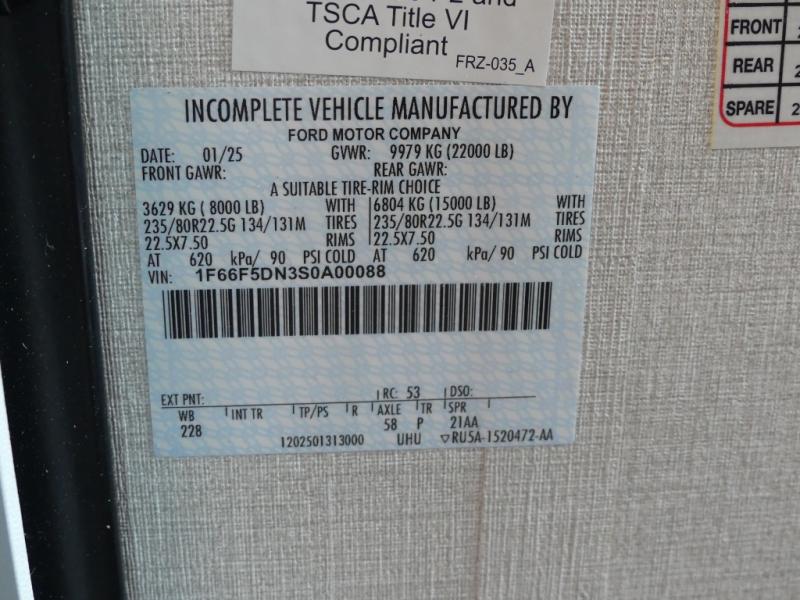 TSCA Title VI
Compliant
FRZ-035_A
FRONT
REAR
SPARE
INCOMPLETE VEHICLE MANUFACTURED BY
FORD MOTOR COMPANY
DATE: 01/25 GVWR: 9979 KG (22000 LB)
FRONT GAWR: REAR GAWR:
A SUITABLE TIRE-RIM CHOICE
3629 KG ( 8000 LB) WITH 6804 KG (15000 LB) WITH
235/80R22.5G 134/131M TIRES 235/80R22.5G 134/131M TIRES
22.5X7.50 RIMS 22.5X7.50 RIMS
AT 620 kPa/ 90 PSI COLD AT 620 kPa/ 90 PSI COLD
VIN: 1F66F5DN3S0A00088
EXT PNT: RC: 53 DSO:
WB INT TR TP/PS R AXLE TR SPR
228 58 P 21AA
1202501313000 UHU ▽RU5A-1520472-AA